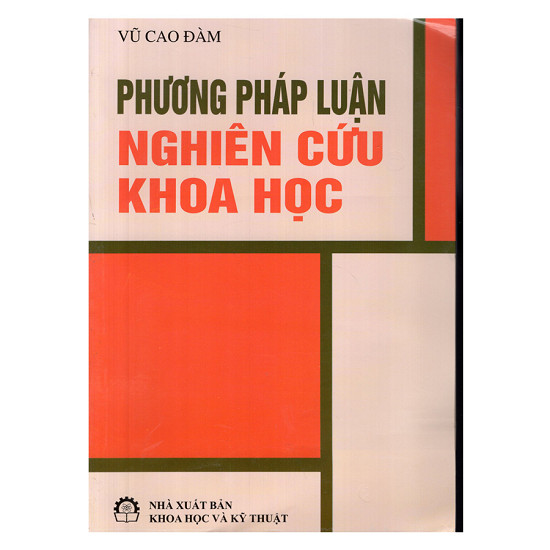 VŨ CAO ĐÀM
PHƯƠNG PHÁP LUẬN
NGHIÊN CỨU
KHOA HỌC
NHÀ XUẤT BẢN
KHOA HỌC VÀ KỸ THUẬT